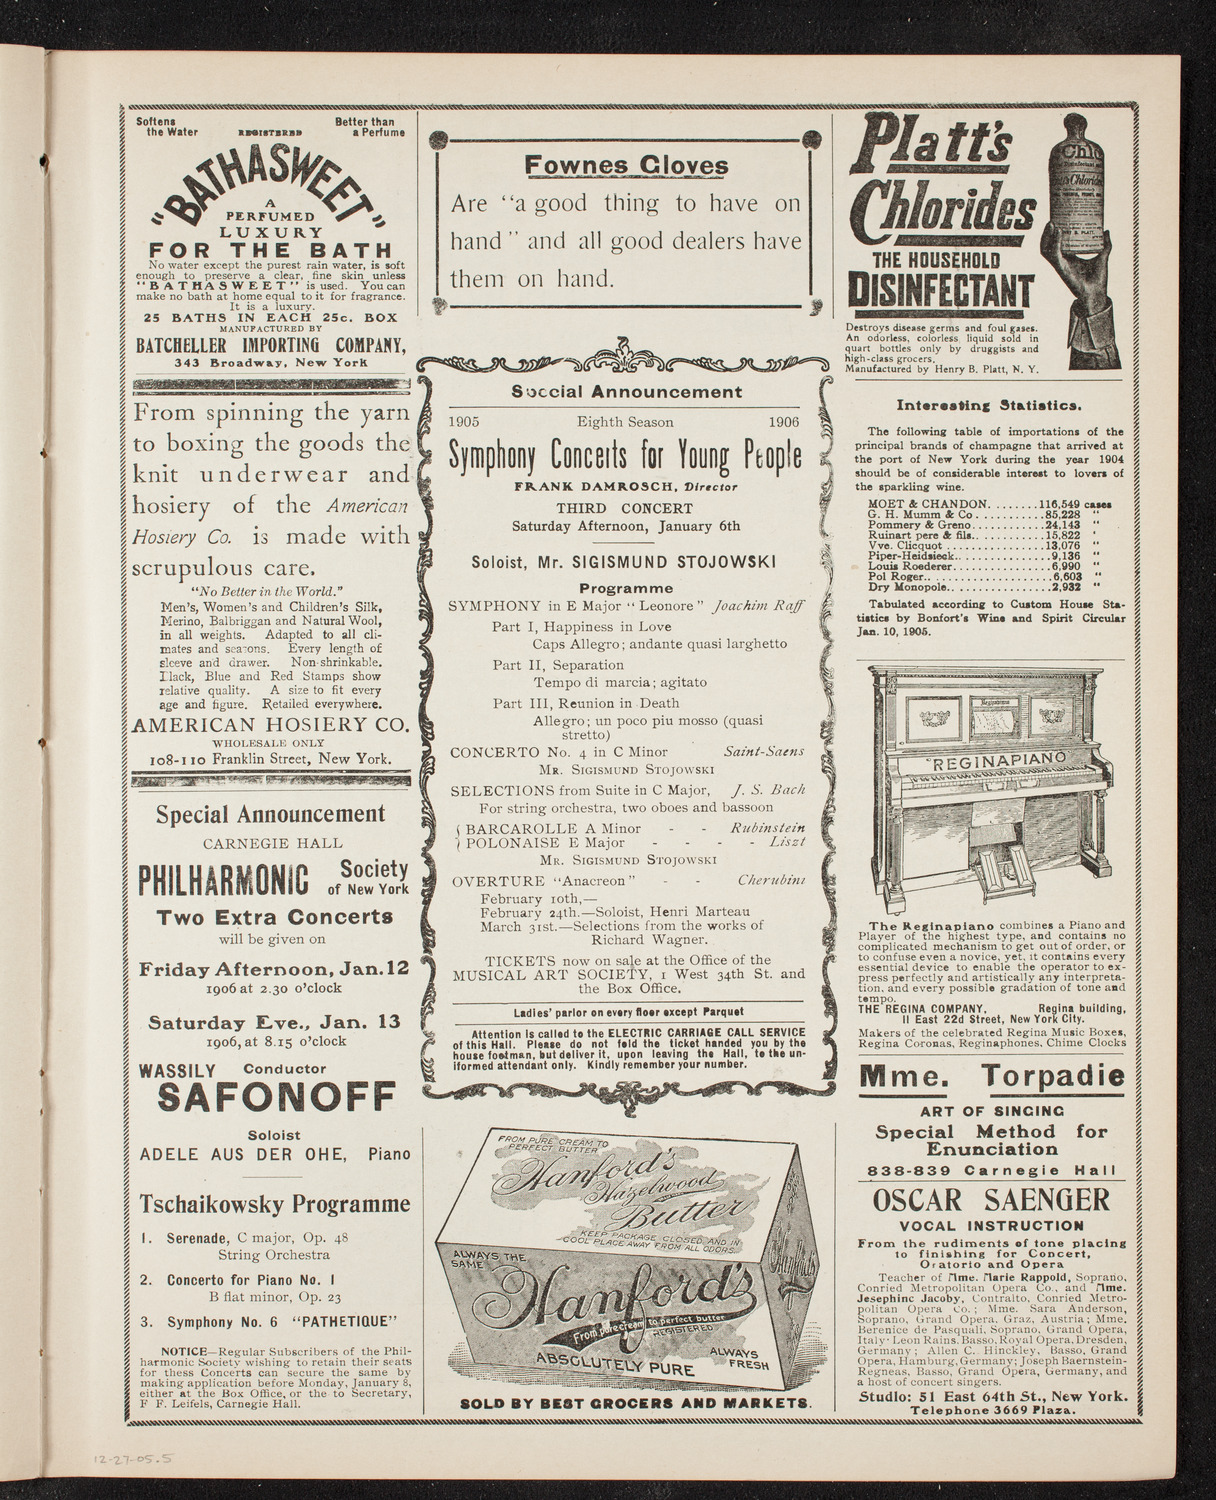 Softens
the Water
REGISTERED
Better than
a Perfume
"BATHASWEET"
A
PERFUMED
LUXURY
FOR THE BATH
No water except the purest rain water, is soft
enough to preserve a clear, fine skin unless
"BATHASWEET" is used. You can
make no bath at home equal to it for fragrance.
It is a luxury.
25 BATHS IN EACH 25c. BOX
MANUFACTURED BY
BATCHELLER IMPORTING COMPANY,
343 Broadway, New York
From spinning the yarn
to boxing the goods the
knit underwear and
hosiery of the American
Hosiery Co. is made with
scrupulous care.
"No Better in the World."
Men's, Women's and Children's Silk,
Merino, Balbriggan and Natural Wool,
in all weights. Adapted to all cli-
mates and seasons. Every length of
sleeve and drawer. Non-shrinkable.
Black, Blue and Red Stamps show
relative quality. A size to fit every
age and figure. Retailed everywhere.
AMERICAN HOSIERY CO.
WHOLESALE ONLY
108-110 Franklin Street, New York.
Special Announcement
CARNEGIE HALL
PHILHARMONIC Society
of New York
Two Extra Concerts
will be given on
Friday Afternoon, Jan. 12
1906 at 2.30 o'clock
Saturday Eve., Jan. 13
1906, at 8.15 o'clock
WASSILY Conductor
SAFONOFF
Soloist
ADELE AUS DER OHE, Piano
Tschaikowsky Programme
1. Serenade, C major, Op. 48
String Orchestra
2. Concerto for Piano No. 1
B flat minor, Op. 23
3. Symphony No. 6 "PATHETIQUE"
NOTICE—Regular Subscribers of the Phil-
harmonic Society wishing to retain their seats
for these Concerts can secure the same by
making application before Monday, January 8,
either at the Box Office, or the to Secretary,
F F. Leifels, Carnegie Hall.
Fownes Gloves
Are "a good thing to have on
hand" and all good dealers have
them on hand.
Special Announcement
1905 Eighth Season 1906
Symphony Concerts for Young People
FRANK DAMROSCH, Director
THIRD CONCERT
Saturday Afternoon, January 6th
Soloist, Mr. SIGISMUND STOJOWSKI
Programme
SYMPHONY in E Major "Leonore" Joachim Raff
Part I, Happiness in Love
Caps Allegro; andante quasi larghetto
Part II, Separation
Tempo di marcia; agitato
Part III, Reunion in Death
Allegro; un poco piu mosso (quasi
stretto)
CONCERTO No. 4 in C Minor Saint-Saens
MR. SIGISMUND STOJOWSKI
SELECTIONS from Suite in C Major, J. S. Bach
For string orchestra, two oboes and bassoon
BARCAROLLE A Minor - - Rubinstein
POLONAISE E Major - - - - Liszt
MR. SIGISMUND STOJOWSKI
OVERTURE "Anacreon" - - Cherubini
February 10th,—
February 24th.—Soloist, Henri Marteau
March 31st.—Selections from the works of
Richard Wagner.
TICKETS now on sale at the Office of the
MUSICAL ART SOCIETY, 1 West 34th St. and
the Box Office.
Ladies' parlor on every floor except Parquet
Attention is called to the ELECTRIC CARRIAGE CALL SERVICE
of this Hall. Please do not fold the ticket handed you by the
house footman, but deliver it, upon leaving the Hall, to the un-
iformed attendant only. Kindly remember your number.
FROM PURE CREAM TO
PERFECT BUTTER
Hanford's
Hazelwood
Butter
KEEP PACKAGE CLOSED AND IN
COOL PLACE AWAY FROM ALL ODORS.
ALWAYS THE
SAME
Hanford's
From pure cream to perfect butter
REGISTERED
ABSOLUTELY PURE
ALWAYS
FRESH
Hanford's
SOLD BY BEST GROCERS AND MARKETS.
Platt's
Chlorides
THE HOUSEHOLD
DISINFECTANT
Destroys disease germs and foul gases.
An odorless, colorless liquid sold in
quart bottles only by druggists and
high-class grocers.
Manufactured by Henry B. Platt, N. Y.
Interesting Statistics.
The following table of importations of the
principal brands of champagne that arrived at
the port of New York during the year 1904
should be of considerable interest to lovers of
the sparkling wine.
MOET & CHANDON........116,549 cases
G. H. Mumm & Co...........85,228 "
Pommery & Greno...........24,143 "
Ruinart pere & fils...........15,822 '
Vve. Clicquot................13,076 "
Piper-Heidsieck..............9,136 "
Louis Roederer...............6,990 "
Pol Roger....................6,603 "
Dry Monopole................2,932 "
Tabulated according to Custom House Sta-
tistics by Bonfort's Wine and Spirit Circular
Jan. 10, 1905.
"REGINAPIANO"
The Reginapiano combines a Piano and
Player of the highest type, and contains no
complicated mechanism to get out of order, or
to confuse even a novice, yet, it contains every
essential device to enable the operator to ex-
press perfectly and artistically any interpreta-
tion, and every possible gradation of tone and
tempo.
THE REGINA COMPANY, Regina building,
11 East 22d Street, New York City.
Makers of the celebrated Regina Music Boxes,
Regina Coronas, Reginaphones, Chime Clocks
Mme. Torpadie
ART OF SINGING
Special Method for
Enunciation
838-839 Carnegie Hall
OSCAR SAENGER
VOCAL INSTRUCTION
From the rudiments of tone placing
to finishing for Concert,
Oratorio and Opera
Teacher of Mme. Marie Rappold, Soprano,
Conried Metropolitan Opera Co., and Mme.
Josephine Jacoby, Contralto, Conried Metro-
politan Opera Co.; Mme. Sara Anderson,
Soprano, Grand Opera, Graz, Austria; Mme.
Berenice de Pasquali, Soprano, Grand Opera,
Italy; Leon Rains, Basso, Royal Opera, Dresden,
Germany; Allen C. Hinckley, Basso, Grand
Opera, Hamburg, Germany; Joseph Baernstein-
Regneas, Basso, Grand Opera, Germany, and
a host of concert singers.
Studio: 51 East 64th St., New York.
Telephone 3669 Plaza.
12-27-05.5